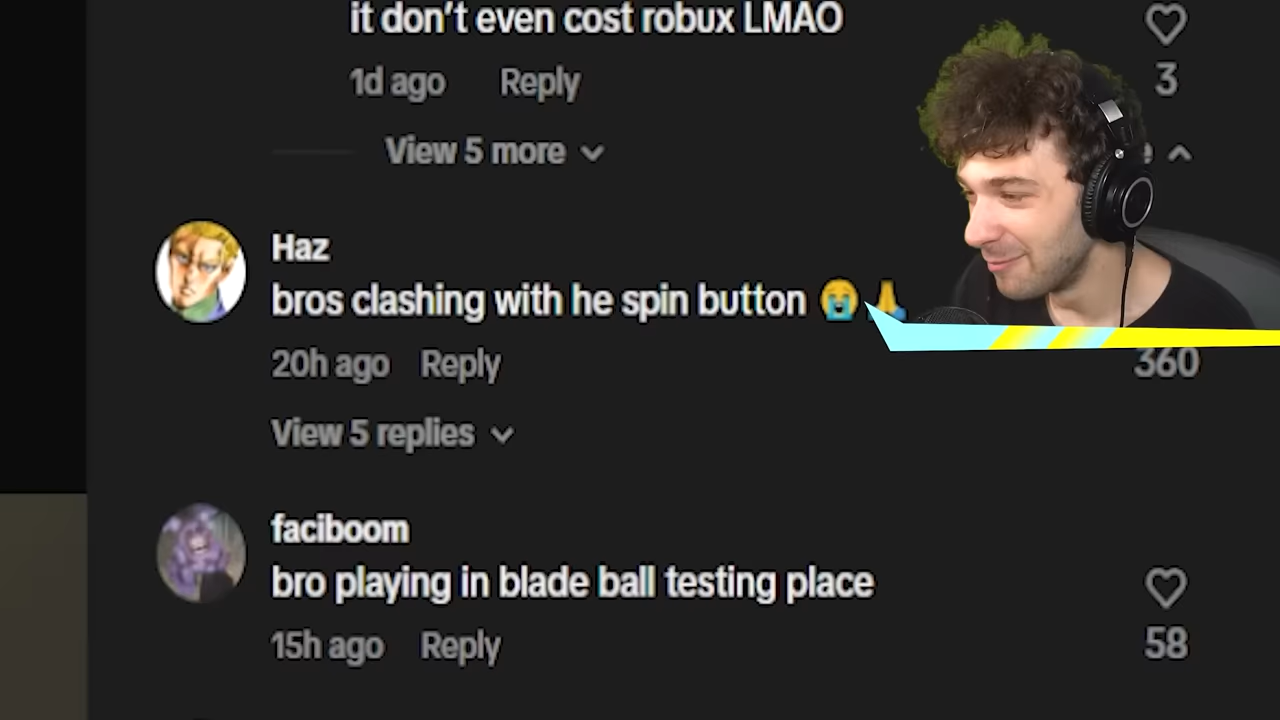 it don't even cost robux LMAO
3
1d ago Reply
View 5 more
Haz
bros clashing with he spin button 😭🙏
20h ago Reply
360
View 5 replies
faciboom
bro playing in blade ball testing place
15h ago Reply
58